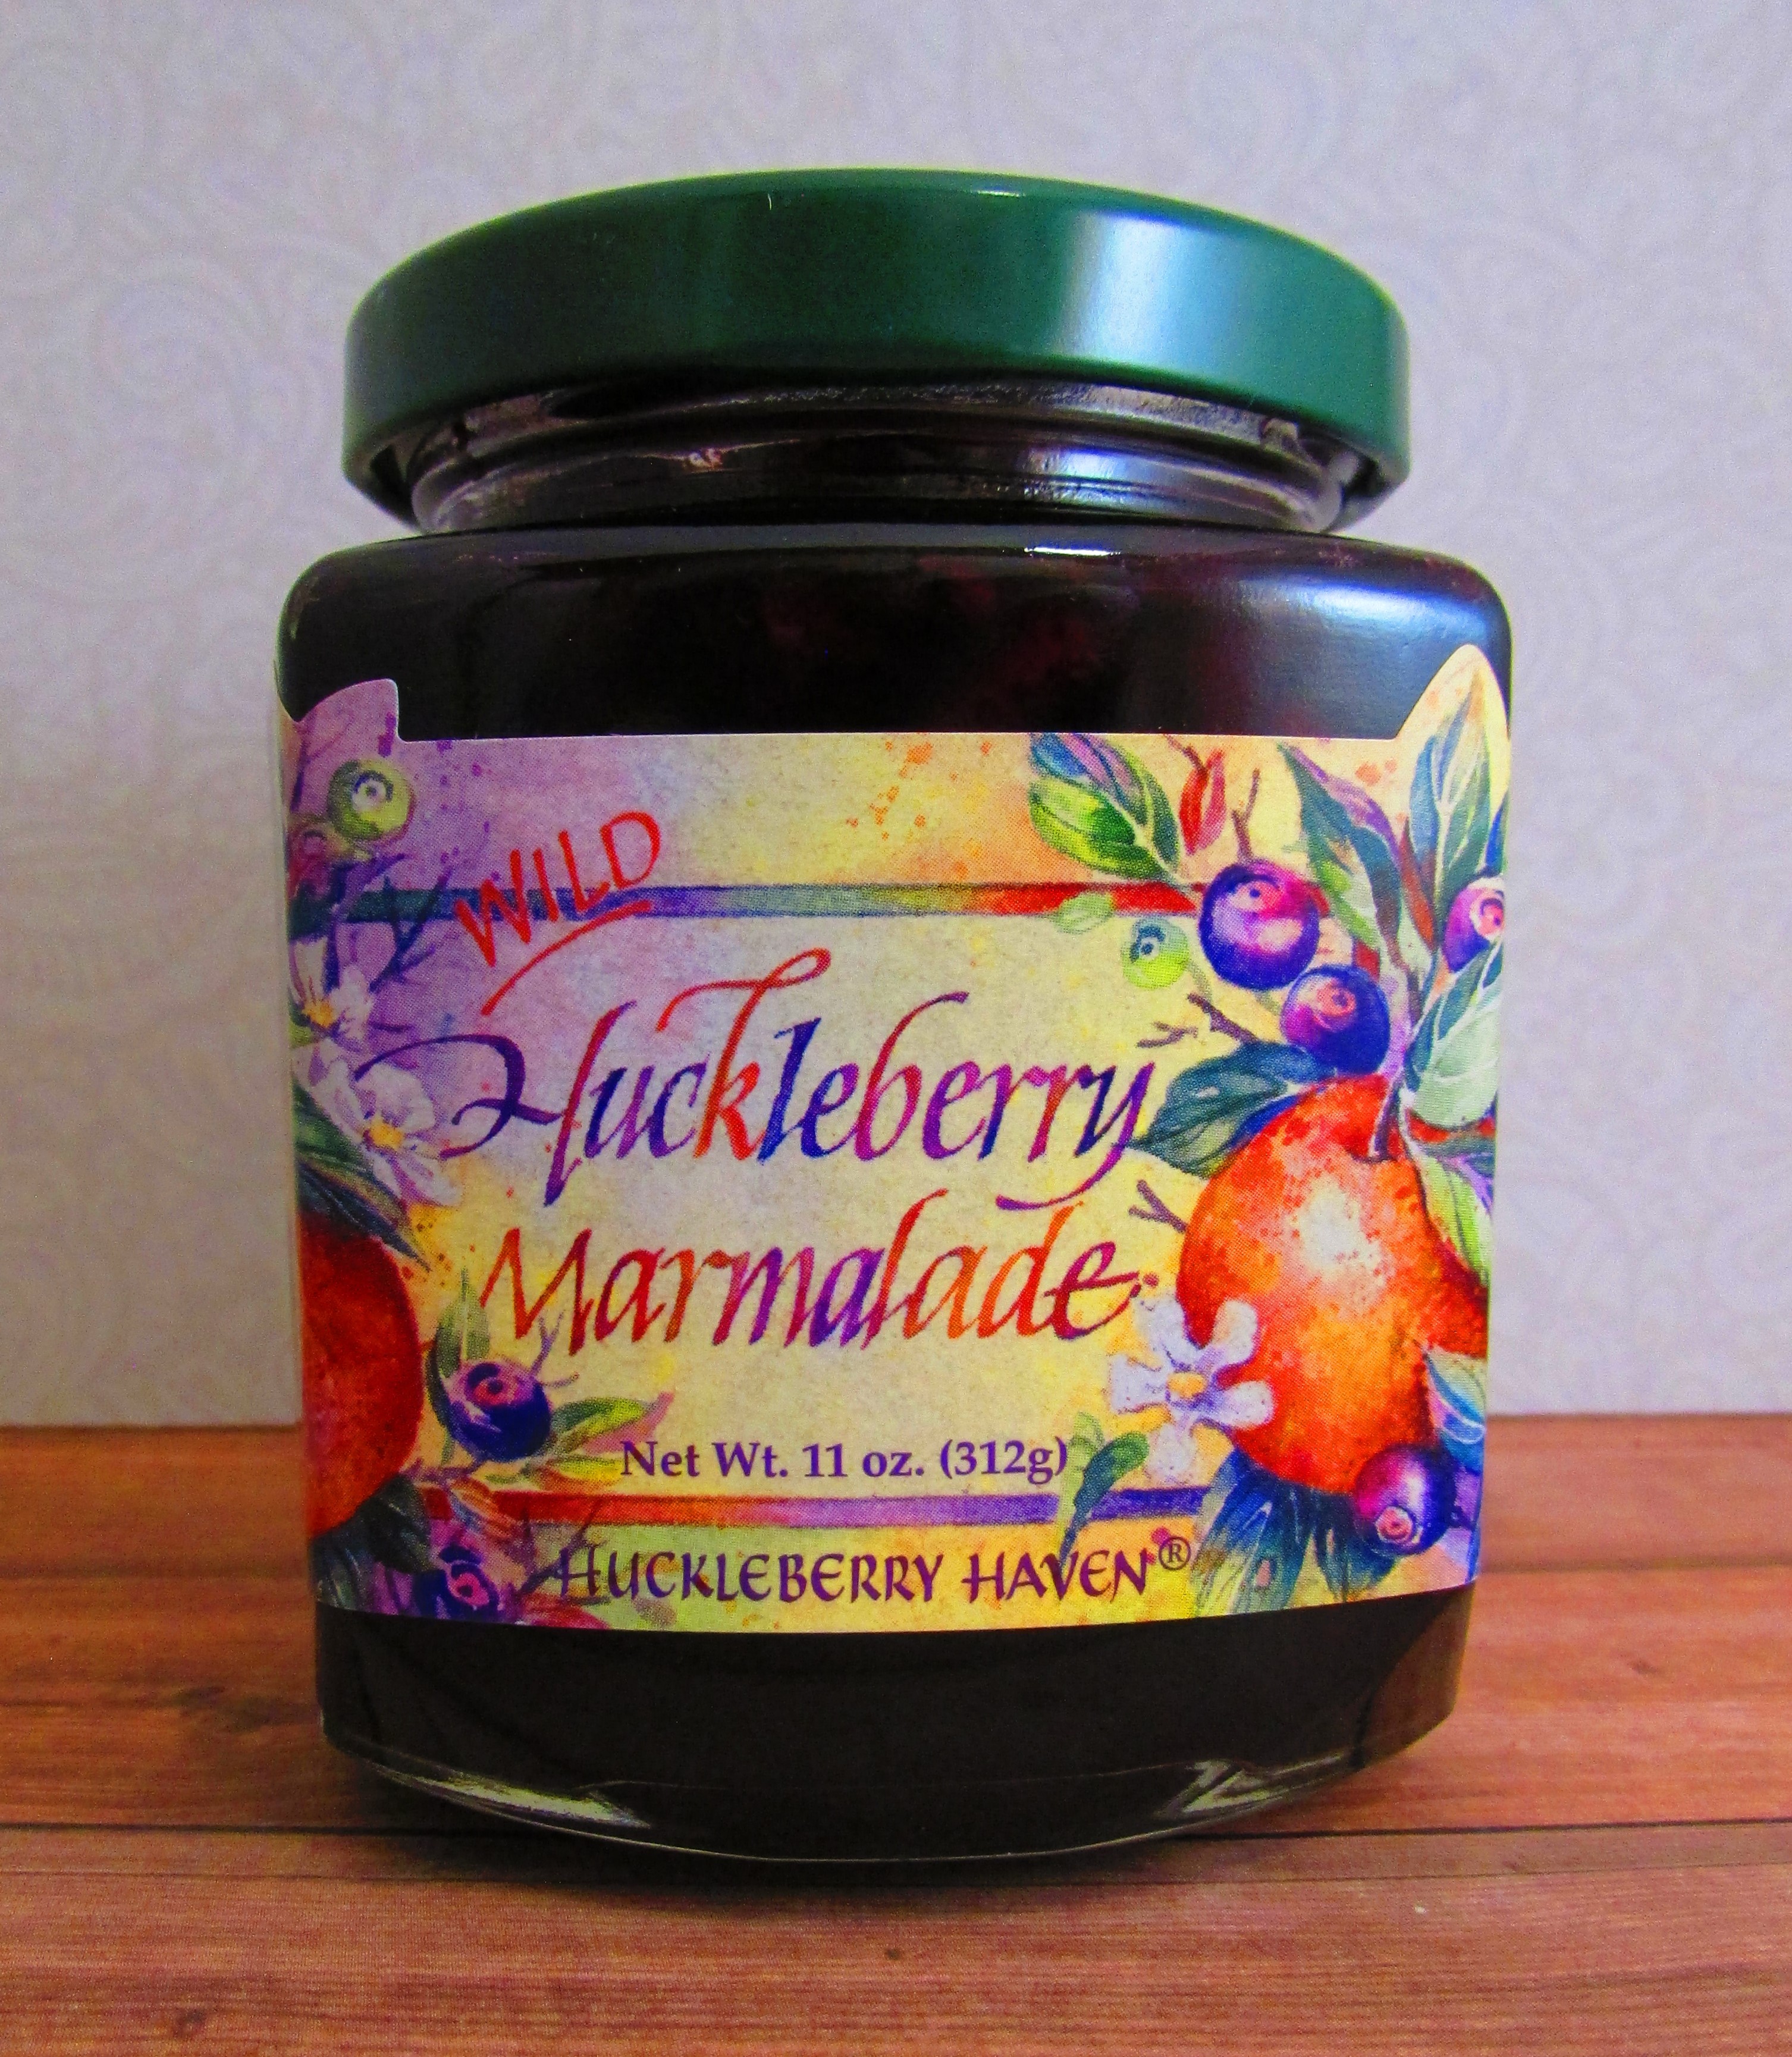 WILD
Huckleberry
Marmalade
Net Wt. 11 oz. (312g)
HUCKLEBERRY HAVEN®